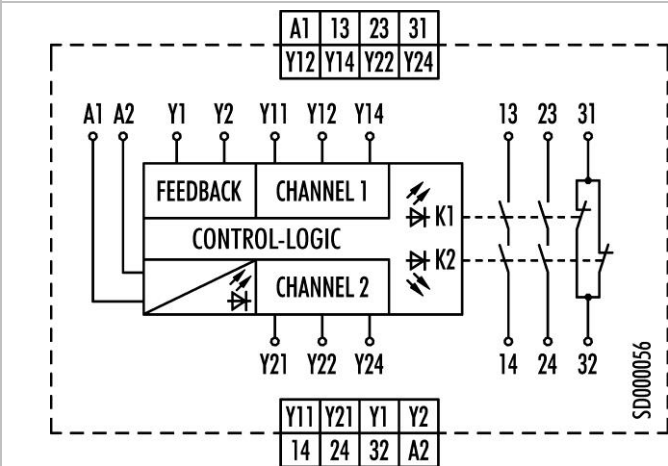 A1 13 23 31
Y12 Y14 Y22 Y24
A1 A2 Y1 Y2 Y11 Y12 Y14 13 23 31
FEEDBACK CHANNEL 1
K1
CONTROL-LOGIC
K2
CHANNEL 2
Y21 Y22 Y24 14 24 32
SD000056
Y11 Y21 Y1 Y2
14 24 32 A2